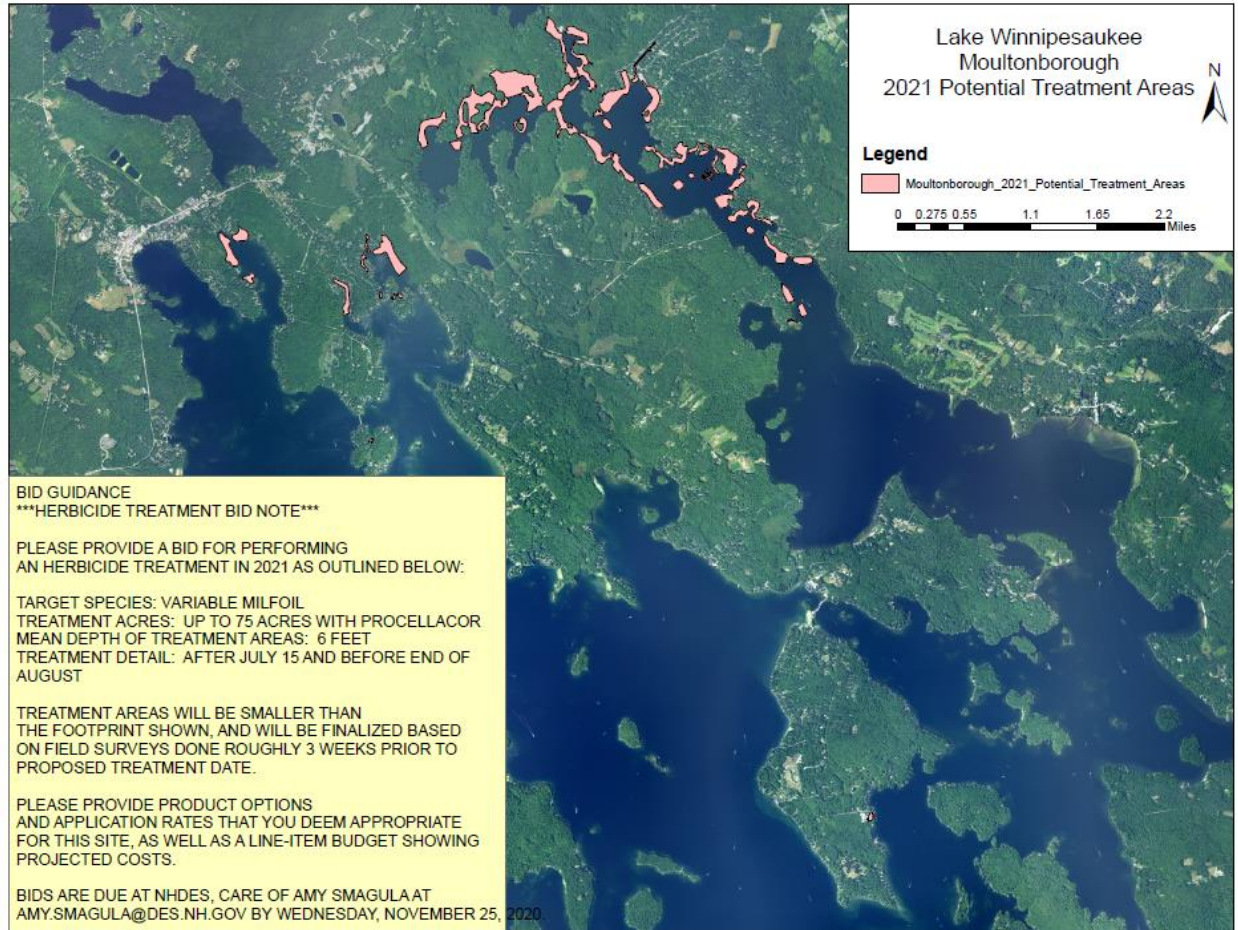 Lake Winnipesaukee
Moultonborough
2021 Potential Treatment Areas
N
Legend
Moultonborough_2021_Potential_Treatment_Areas
0 0.275 0.55 1.1 1.65 2.2
Miles
BID GUIDANCE
***HERBICIDE TREATMENT BID NOTE***
PLEASE PROVIDE A BID FOR PERFORMING
AN HERBICIDE TREATMENT IN 2021 AS OUTLINED BELOW:
TARGET SPECIES: VARIABLE MILFOIL
TREATMENT ACRES: UP TO 75 ACRES WITH PROCELLACOR
MEAN DEPTH OF TREATMENT AREAS: 6 FEET
TREATMENT DETAIL: AFTER JULY 15 AND BEFORE END OF
AUGUST
TREATMENT AREAS WILL BE SMALLER THAN
THE FOOTPRINT SHOWN, AND WILL BE FINALIZED BASED
ON FIELD SURVEYS DONE ROUGHLY 3 WEEKS PRIOR TO
PROPOSED TREATMENT DATE.
PLEASE PROVIDE PRODUCT OPTIONS
AND APPLICATION RATES THAT YOU DEEM APPROPRIATE
FOR THIS SITE, AS WELL AS A LINE-ITEM BUDGET SHOWING
PROJECTED COSTS.
BIDS ARE DUE AT NHDES, CARE OF AMY SMAGULA AT
AMY.SMAGULA@DES.NH.GOV BY WEDNESDAY, NOVEMBER 25, 2020.